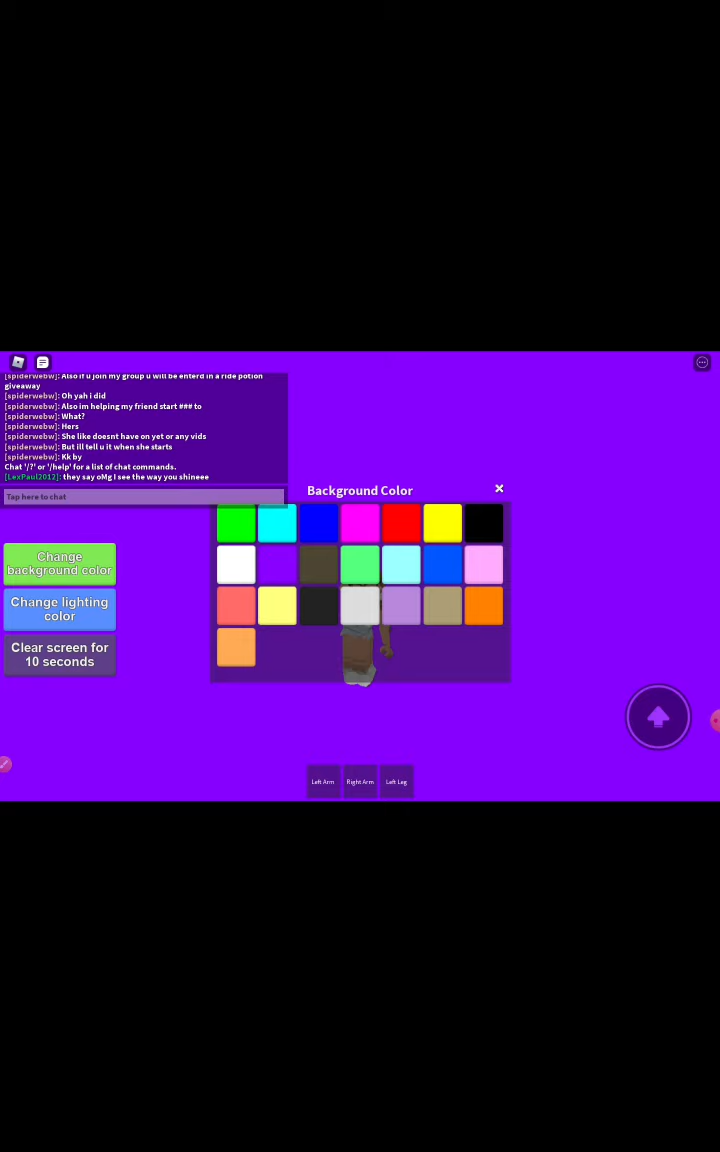 [spiderwebw]: Also if u join my group u will be enterd in a ride potion
giveaway
[spiderwebw]: Oh yah i did
[spiderwebw]: Also im helping my friend start ### to
[spiderwebw]: What?
[spiderwebw]: Hers
[spiderwebw]: She like doesnt have on yet or any vids
[spiderwebw]: But ill tell u it when she starts
[spiderwebw]: Kk by
Chat '/?' or '/help' for a list of chat commands.
[LexPaul2012]: they say oMg I see the way you shineee
Tap here to chat
Background Color
×
Change
background color
Change lighting
color
Clear screen for
10 seconds
Left Arm
Right Arm
Left Leg